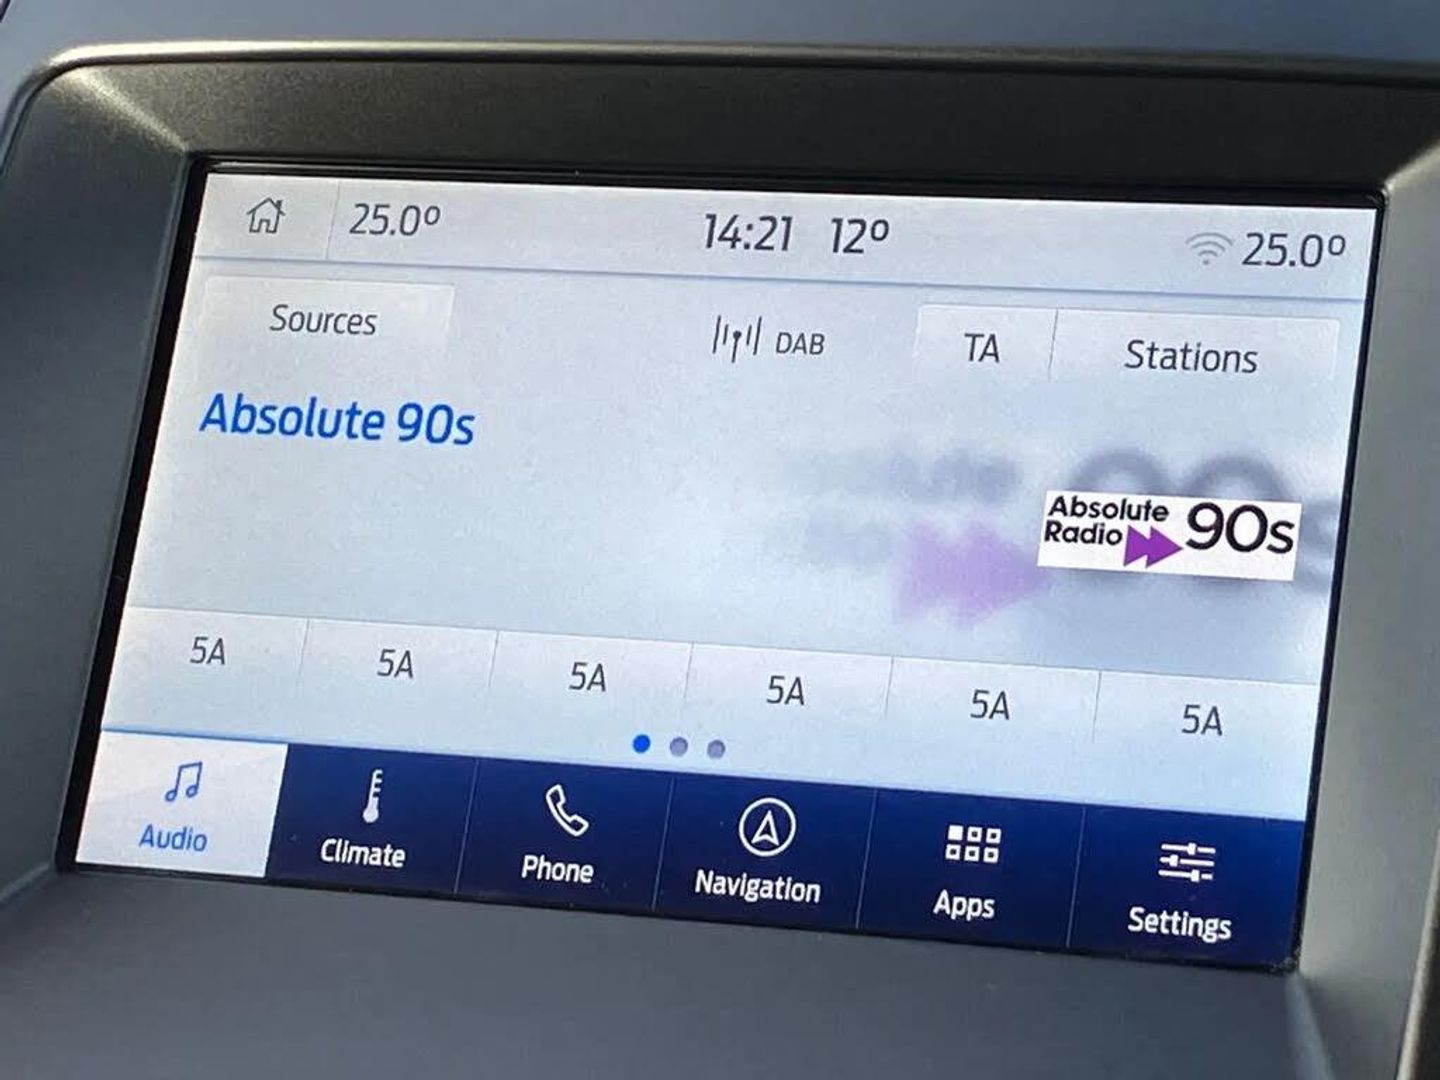 25.0° 14:21 12° 25.0°
Sources DAB TA Stations
Absolute 90s
Absolute
Radio 90s
5A 5A 5A 5A 5A 5A
Audio Climate Phone Navigation Apps Settings